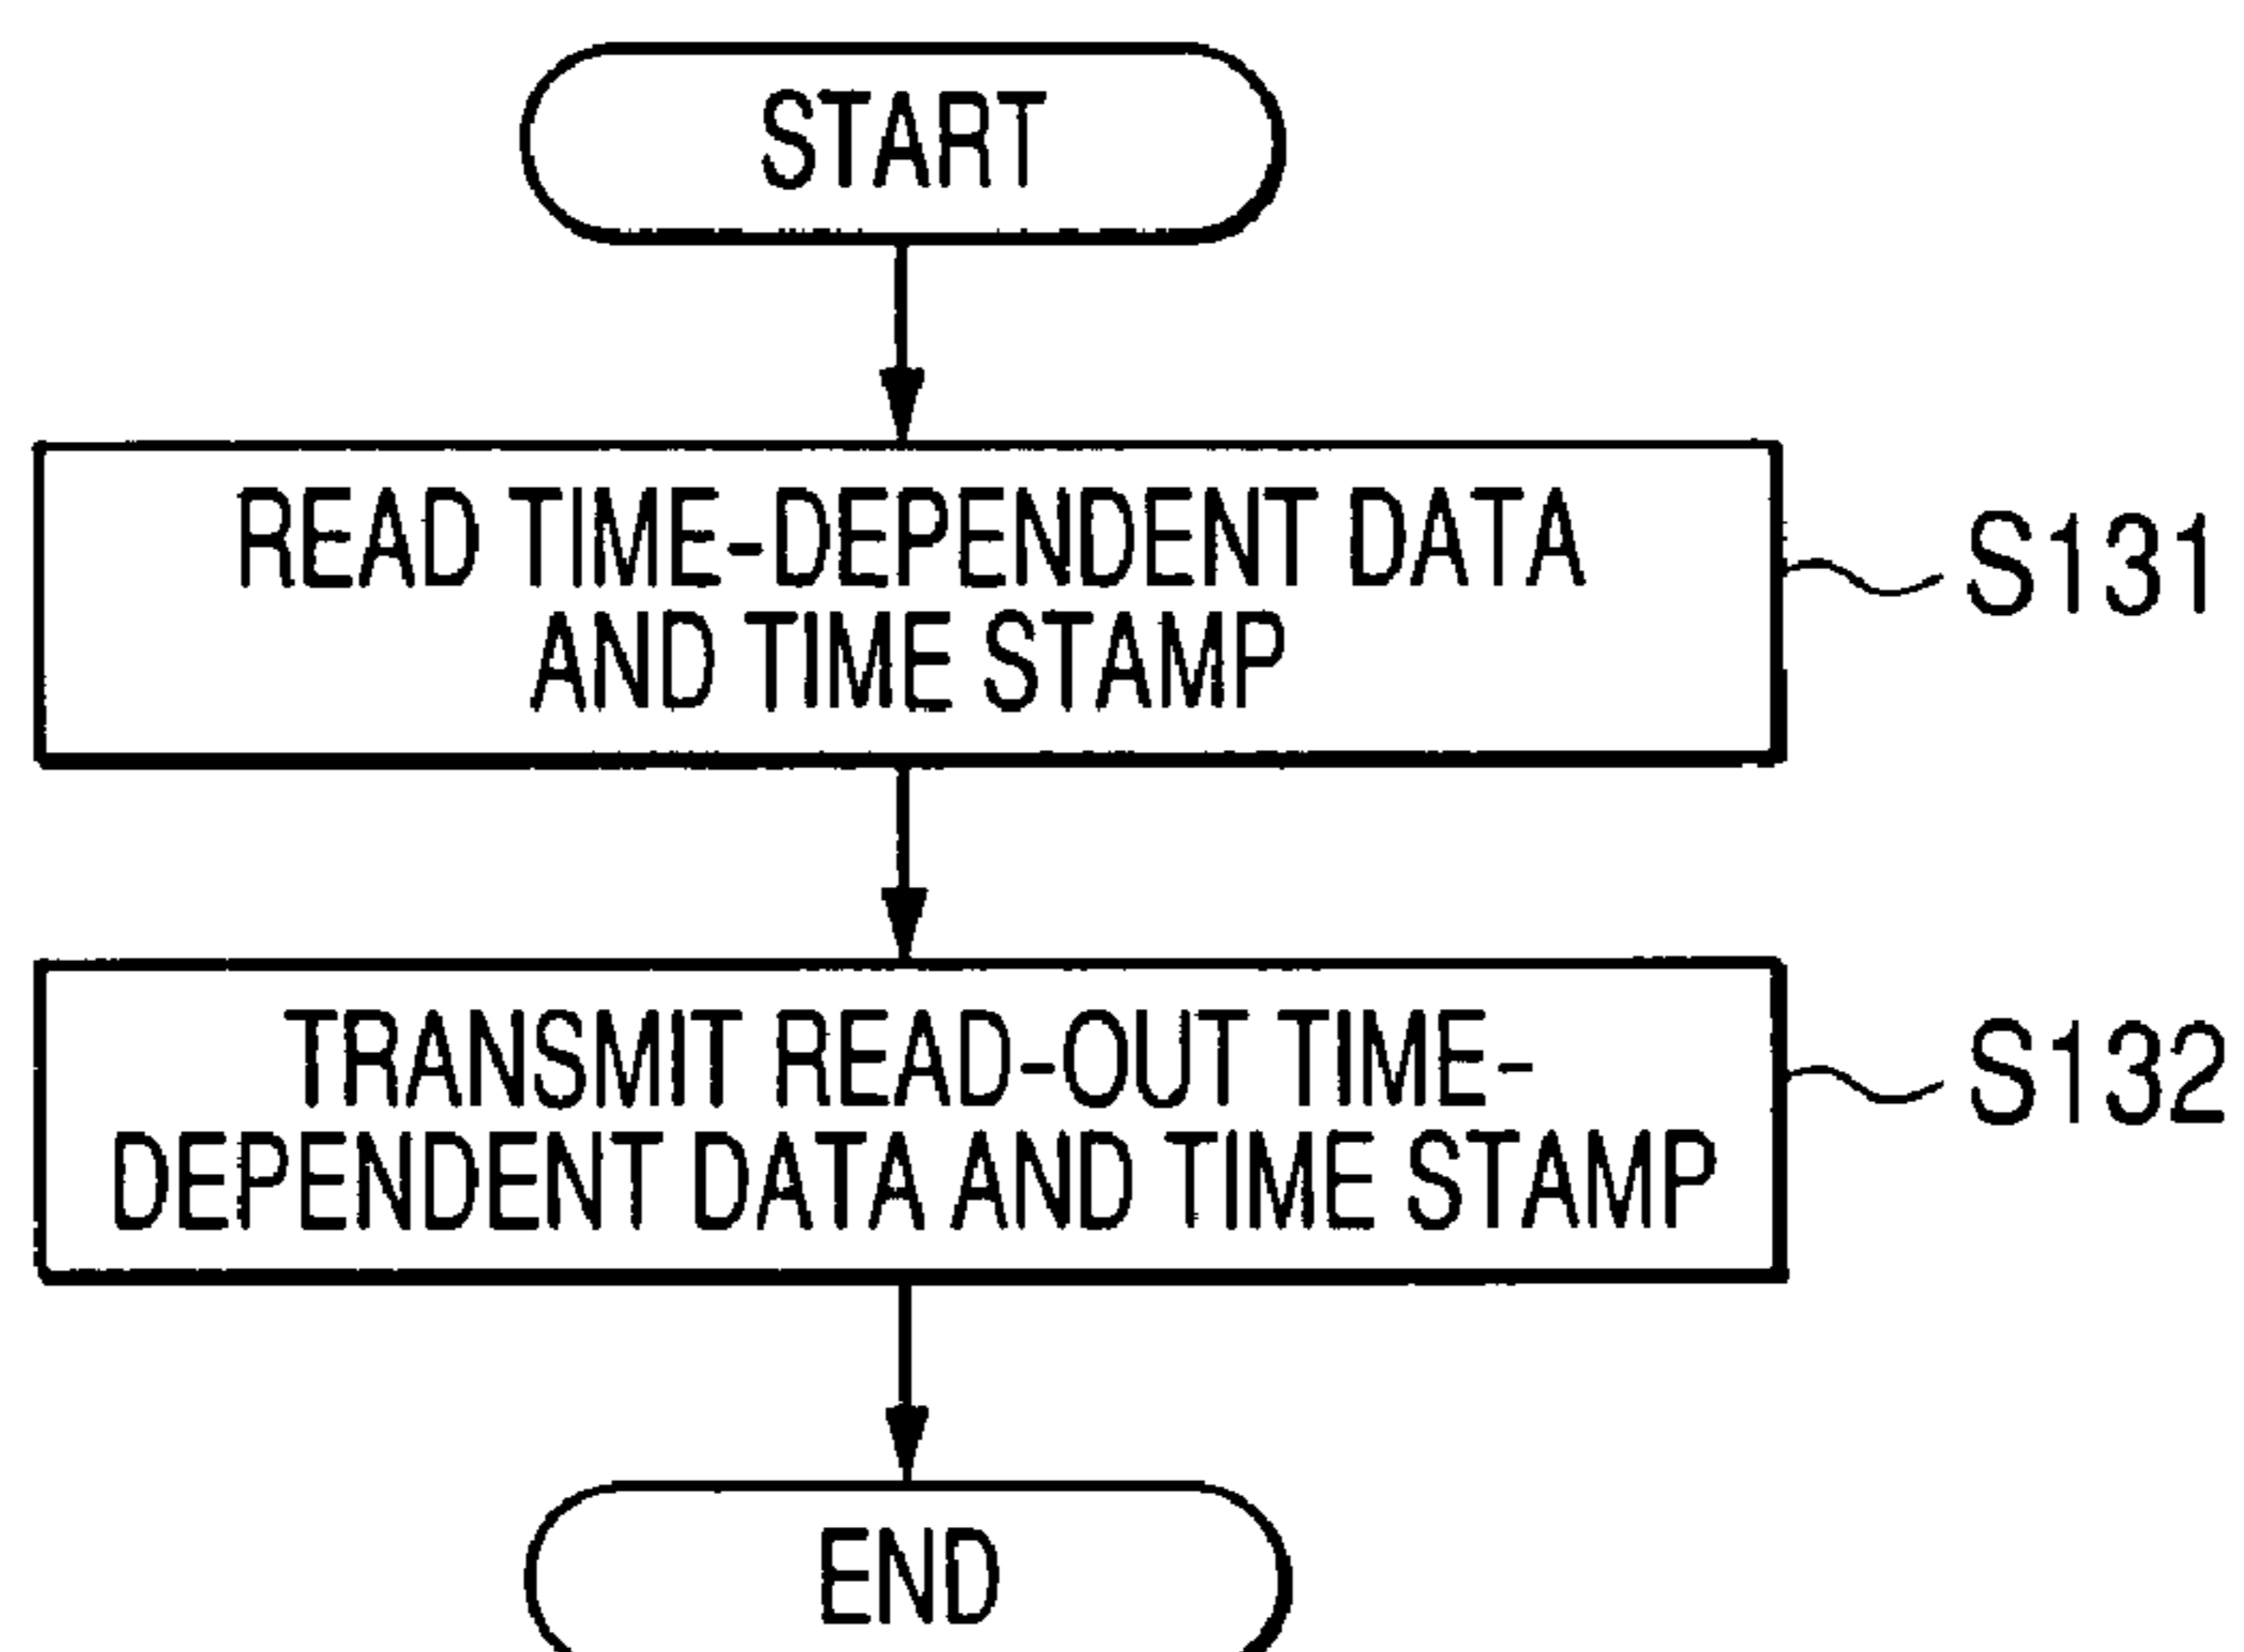 START
READ TIME-DEPENDENT DATA
AND TIME STAMP
S131
TRANSMIT READ-OUT TIME-
DEPENDENT DATA AND TIME STAMP
S132
END